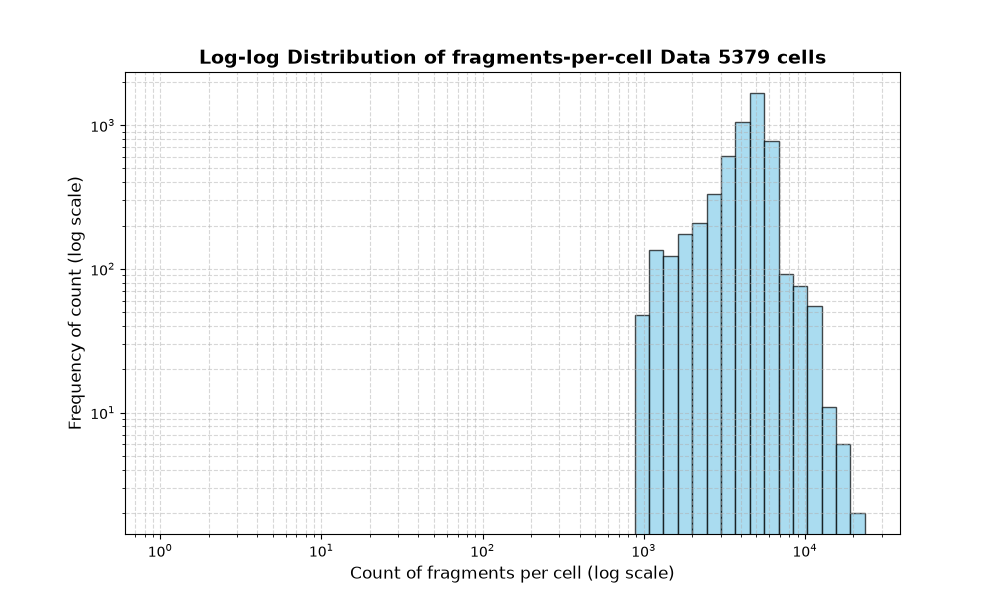 Log-log Distribution of fragments-per-cell Data 5379 cells
Frequency of count (log scale)
10³
10²
10¹
10⁰ 10¹ 10² 10³ 10⁴
Count of fragments per cell (log scale)